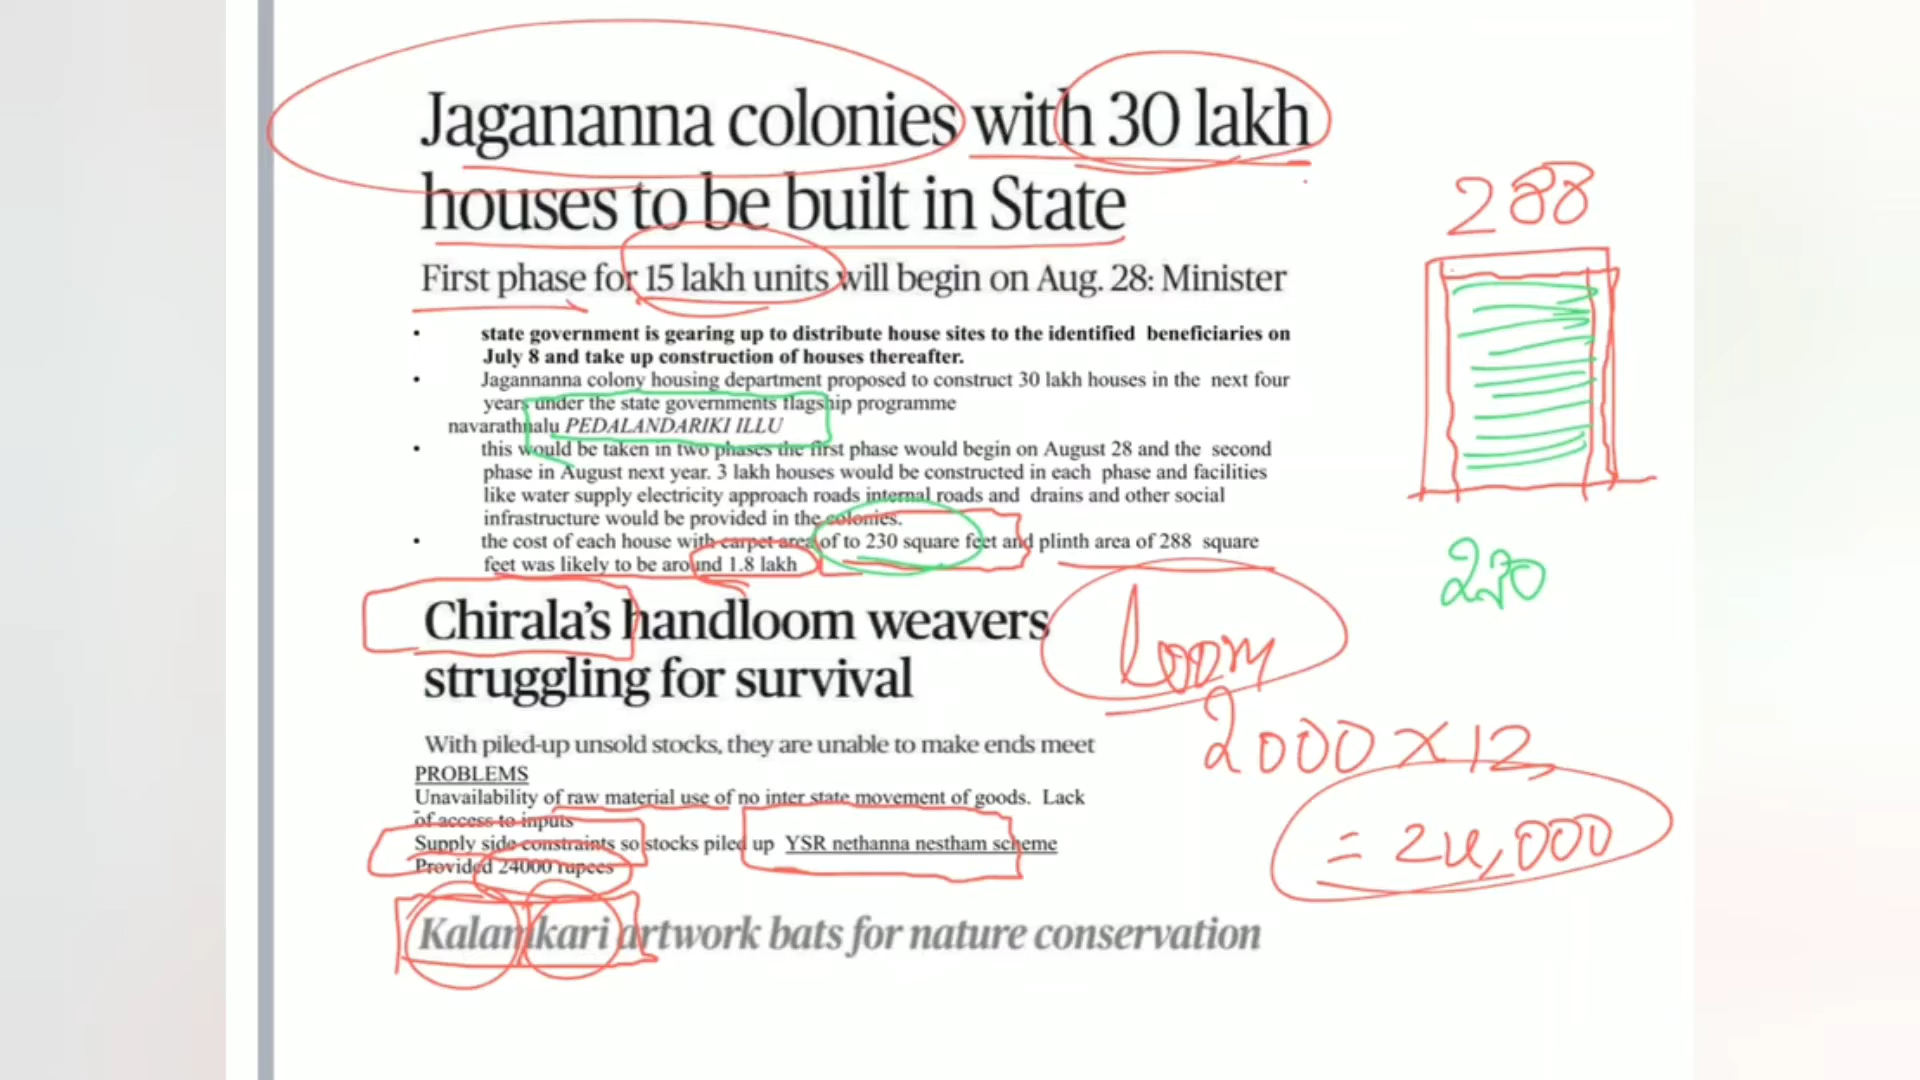 Jagananna colonies with 30 lakh
houses to be built in State
First phase for 15 lakh units will begin on Aug. 28: Minister
• state government is gearing up to distribute house sites to the identified beneficiaries on
July 8 and take up construction of houses thereafter.
• Jagannanna colony housing department proposed to construct 30 lakh houses in the next four
years under the state governments flagship programme
navarathnalu PEDALANDARIKI ILLU
• this would be taken in two phases the first phase would begin on August 28 and the second
phase in August next year. 3 lakh houses would be constructed in each phase and facilities
like water supply electricity approach roads internal roads and drains and other social
infrastructure would be provided in the colonies.
• the cost of each house with carpet area of to 230 square feet and plinth area of 288 square
feet was likely to be around 1.8 lakh
288
230
Chirala's handloom weavers
struggling for survival
loom
With piled-up unsold stocks, they are unable to make ends meet
2000 x 12
= 24,000
PROBLEMS
Unavailability of raw material use of no inter state movement of goods. Lack
of access to inputs
Supply side constraints so stocks piled up YSR nethanna nestham scheme
Provided 24000 rupees
Kalamkari artwork bats for nature conservation